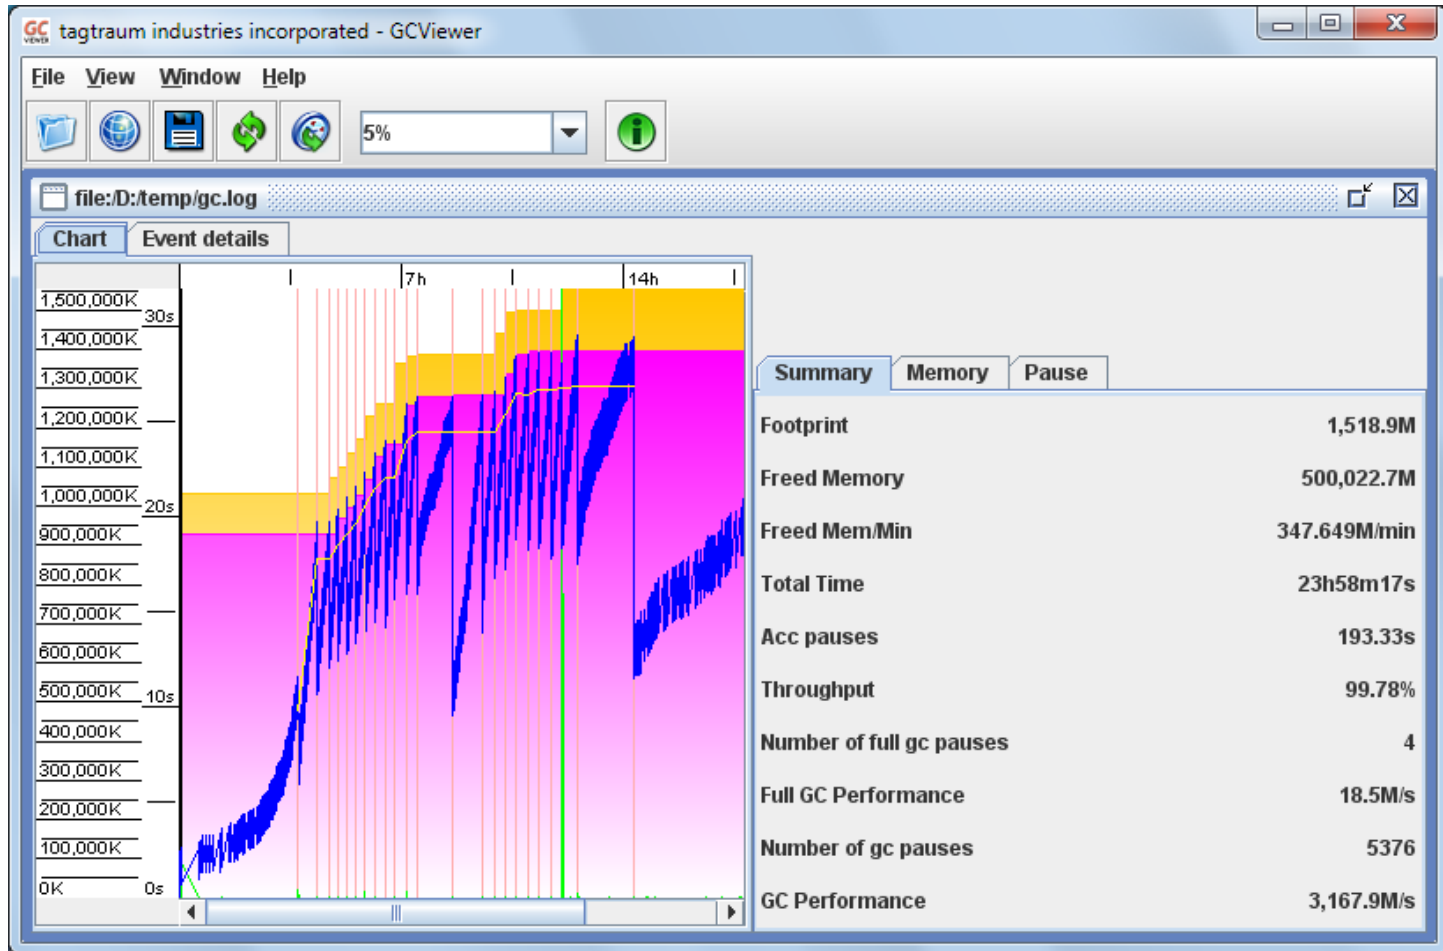 GC VIEWER tagtraum industries incorporated - GCViewer
File View Window Help
5%
file:/D:/temp/gc.log
Chart Event details
7h 14h
1,500,000K
30s
1,400,000K
1,300,000K
1,200,000K
1,100,000K
1,000,000K
20s
900,000K
800,000K
700,000K
600,000K
500,000K
10s
400,000K
300,000K
200,000K
100,000K
0K 0s
Summary Memory Pause
Footprint 1,518.9M
Freed Memory 500,022.7M
Freed Mem/Min 347.649M/min
Total Time 23h58m17s
Acc pauses 193.33s
Throughput 99.78%
Number of full gc pauses 4
Full GC Performance 18.5M/s
Number of gc pauses 5376
GC Performance 3,167.9M/s